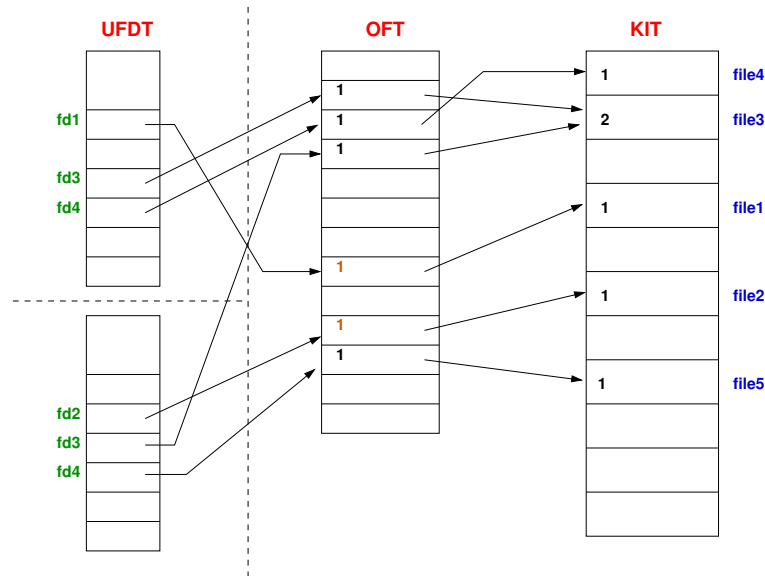 UFDT OFT KIT
1 file4
1
fd1 1 2 file3
1
fd3
fd4 1 file1
1
1 file2
1
1 1 file5
fd2
fd3
fd4